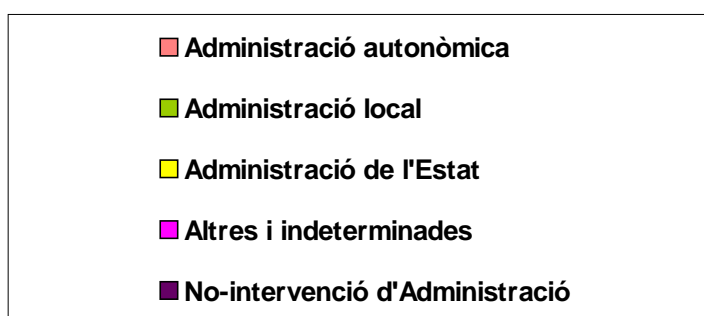 Administració autonòmica
Administració local
Administració de l'Estat
Altres i indeterminades
No-intervenció d'Administració